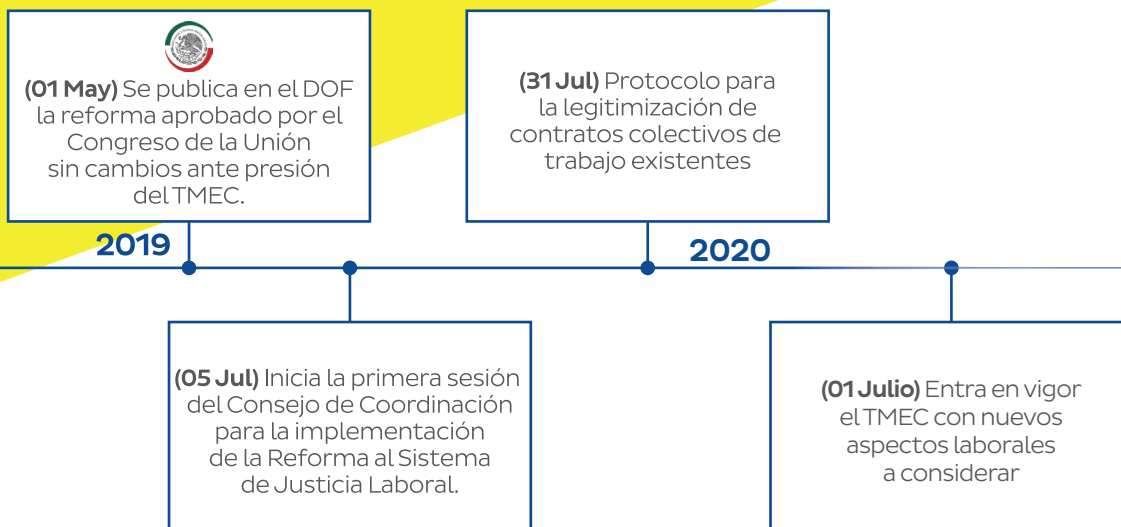 (01 May) Se publica en el DOF
la reforma aprobado por el
Congreso de la Unión
sin cambios ante presión
del TMEC.
2019
(05 Jul) Inicia la primera sesión
del Consejo de Coordinación
para la implementación
de la Reforma al Sistema
de Justicia Laboral.
(31 Jul) Protocolo para
la legitimización de
contratos colectivos de
trabajo existentes
2020
(01 Julio) Entra en vigor
el TMEC con nuevos
aspectos laborales
a considerar